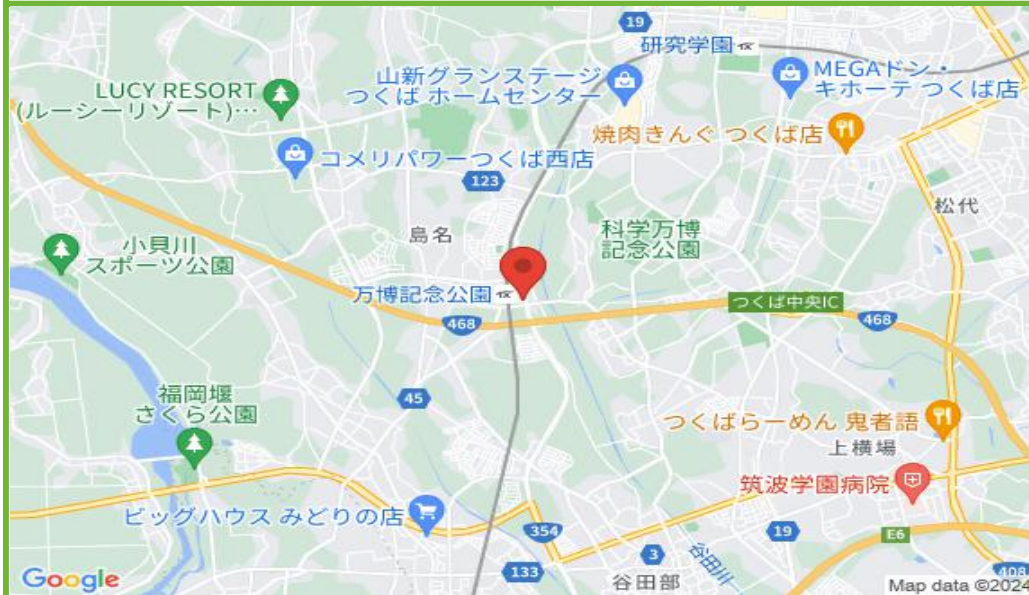 19
研究学園
LUCY RESORT
(ルーシーリゾート)…
山新グランステージ
つくば ホームセンター
MEGAドン・
キホーテ つくば店
焼肉きんぐ つくば店
コメリパワーつくば西店
123
松代
島名
科学万博
記念公園
小貝川
スポーツ公園
万博記念公園
つくば中央IC
468
468
45
福岡堰
さくら公園
つくばらーめん 鬼者語
上横場
筑波学園病院
ビッグハウス みどりの店
354
19
E6
3
谷田川
133
谷田部
408
Google
Map data ©2024